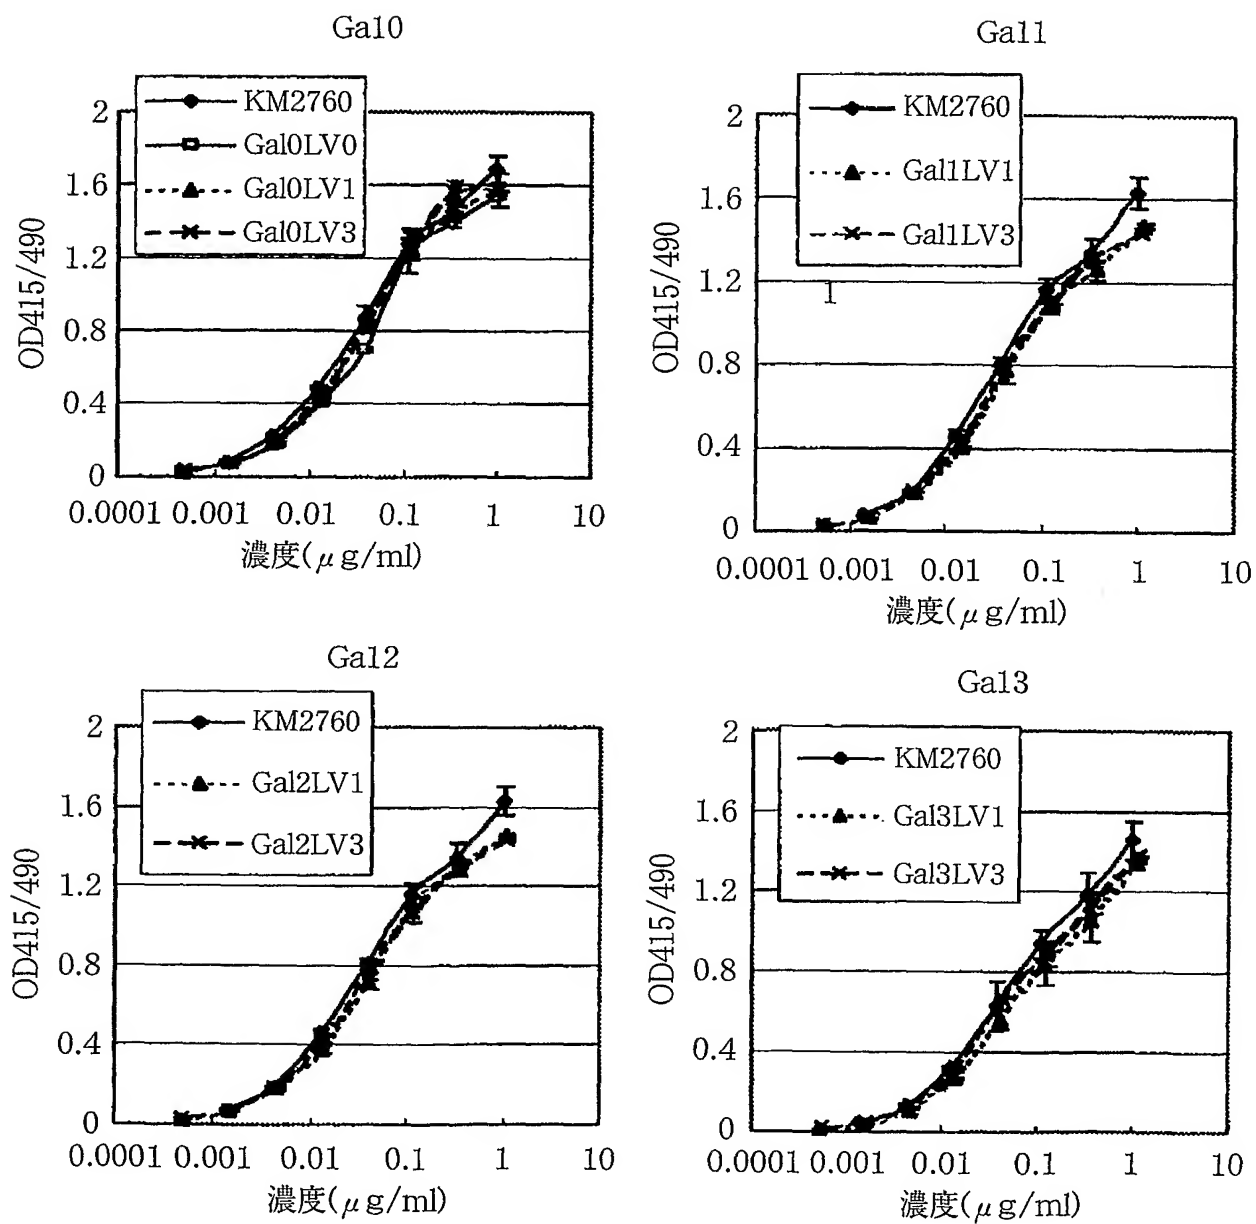 Gal0
KM2760
Gal0LV0
Gal0LV1
Gal0LV3
2
1.6
1.2
0.8
0.4
0
OD415/490
0.0001 0.001 0.01 0.1 1 10
濃度(μg/ml)
Gal1
KM2760
Gal1LV1
Gal1LV3
1
2
1.6
1.2
0.8
0.4
0
OD415/490
0.0001 0.001 0.01 0.1 1 10
濃度(μg/ml)
Gal2
KM2760
Gal2LV1
Gal2LV3
2
1.6
1.2
0.8
0.4
0
OD415/490
0.0001 0.001 0.01 0.1 1 10
濃度(μg/ml)
Gal3
KM2760
Gal3LV1
Gal3LV3
2
1.6
1.2
0.8
0.4
0
OD415/490
0.0001 0.001 0.01 0.1 1 10
濃度(μg/ml)